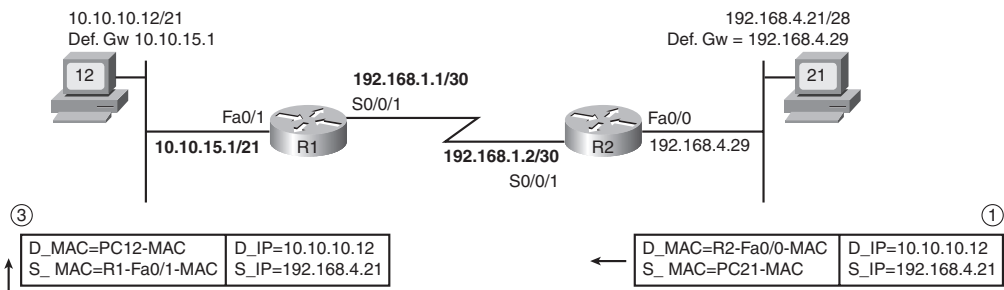 10.10.10.12/21
Def. Gw 10.10.15.1
192.168.4.21/28
Def. Gw = 192.168.4.29
12
21
192.168.1.1/30
S0/0/1
Fa0/1
Fa0/0
R1
R2
10.10.15.1/21
192.168.1.2/30
192.168.4.29
S0/0/1
3
1
D_MAC=PC12-MAC D_IP=10.10.10.12
S_ MAC=R1-Fa0/1-MAC S_IP=192.168.4.21
D_MAC=R2-Fa0/0-MAC D_IP=10.10.10.12
S_ MAC=PC21-MAC S_IP=192.168.4.21